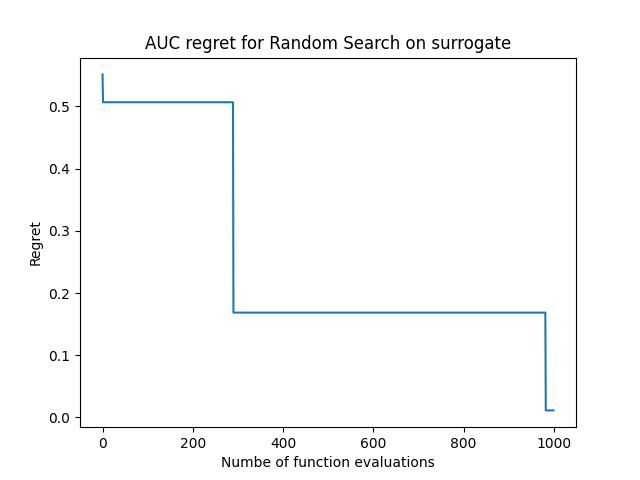 AUC regret for Random Search on surrogate
Regret
0.5
0.4
0.3
0.2
0.1
0.0
0 200 400 600 800 1000
Numbe of function evaluations